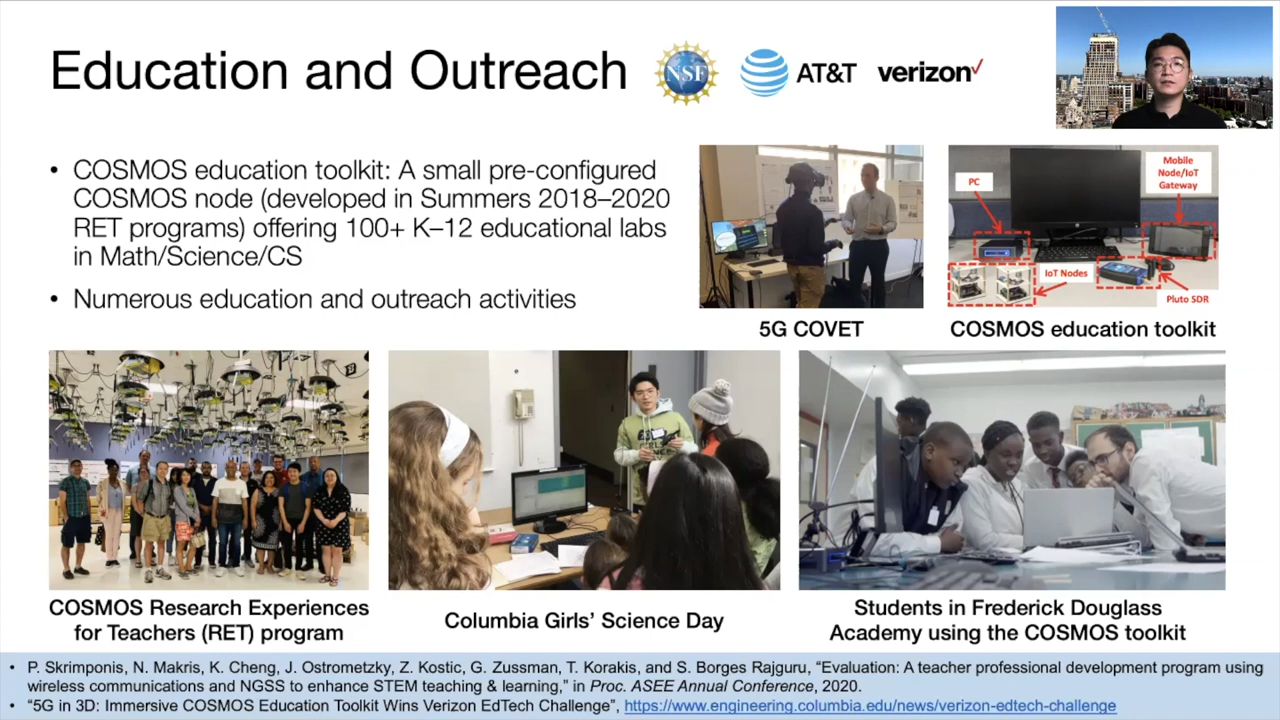 Education and Outreach
NSF
AT&T
verizon
• COSMOS education toolkit: A small pre-configured
COSMOS node (developed in Summers 2018–2020
RET programs) offering 100+ K–12 educational labs
in Math/Science/CS
• Numerous education and outreach activities
PC
Mobile
Node/IoT
Gateway
IoT Nodes
Pluto SDR
5G COVET
COSMOS education toolkit
COSMOS Research Experiences
for Teachers (RET) program
Columbia Girls’ Science Day
Students in Frederick Douglass
Academy using the COSMOS toolkit
• P. Skrimponis, N. Makris, K. Cheng, J. Ostrometzky, Z. Kostic, G. Zussman, T. Korakis, and S. Borges Rajguru, “Evaluation: A teacher professional development program using
wireless communications and NGSS to enhance STEM teaching & learning,” in Proc. ASEE Annual Conference, 2020.
• “5G in 3D: Immersive COSMOS Education Toolkit Wins Verizon EdTech Challenge”, https://www.engineering.columbia.edu/news/verizon-edtech-challenge